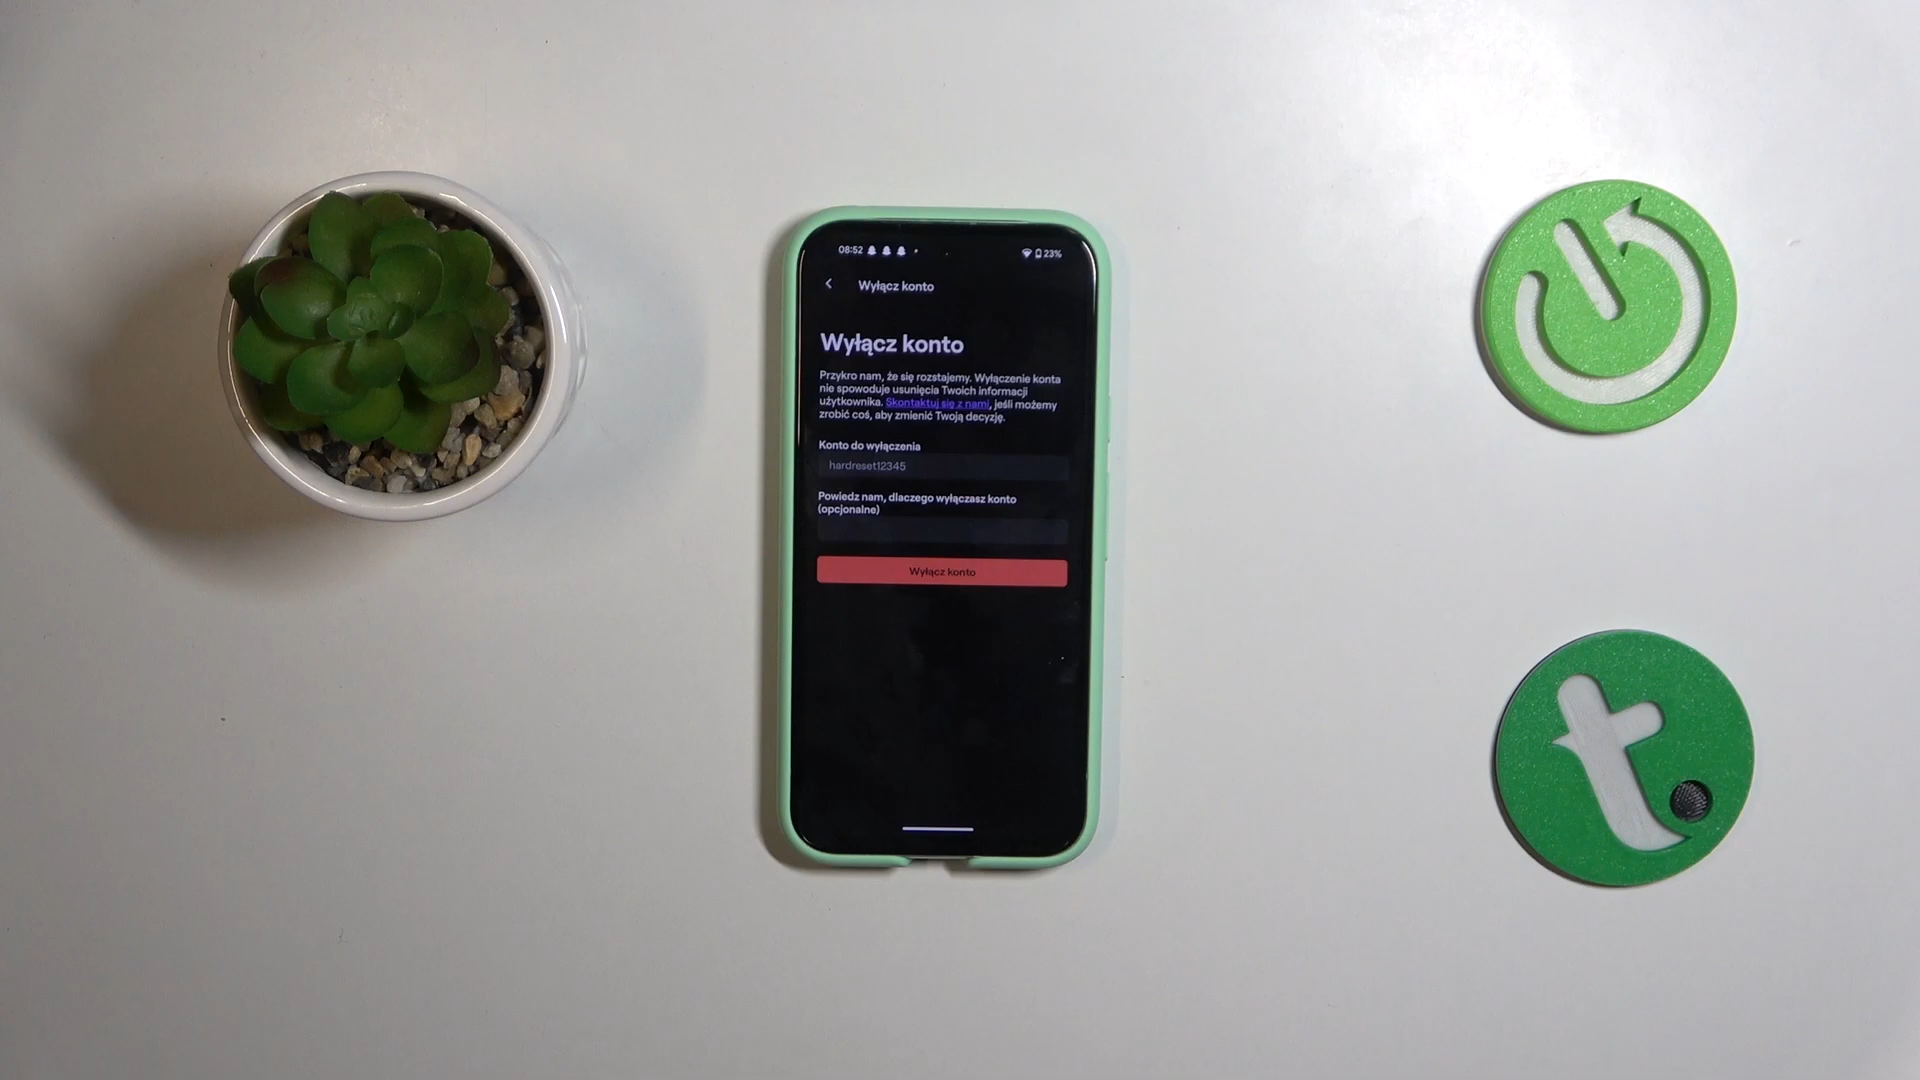 08:52
23%
Wyłącz konto
Wyłącz konto
Przykro nam, że się rozstajemy. Wyłączenie konta
nie spowoduje usunięcia Twoich informacji
użytkownika. Skontaktuj się z nami, jeśli możemy
zrobić coś, aby zmienić Twoją decyzję.
Konto do wyłączenia
hardreset12345
Powiedz nam, dlaczego wyłączasz konto
(opcjonalne)
Wyłącz konto
t.